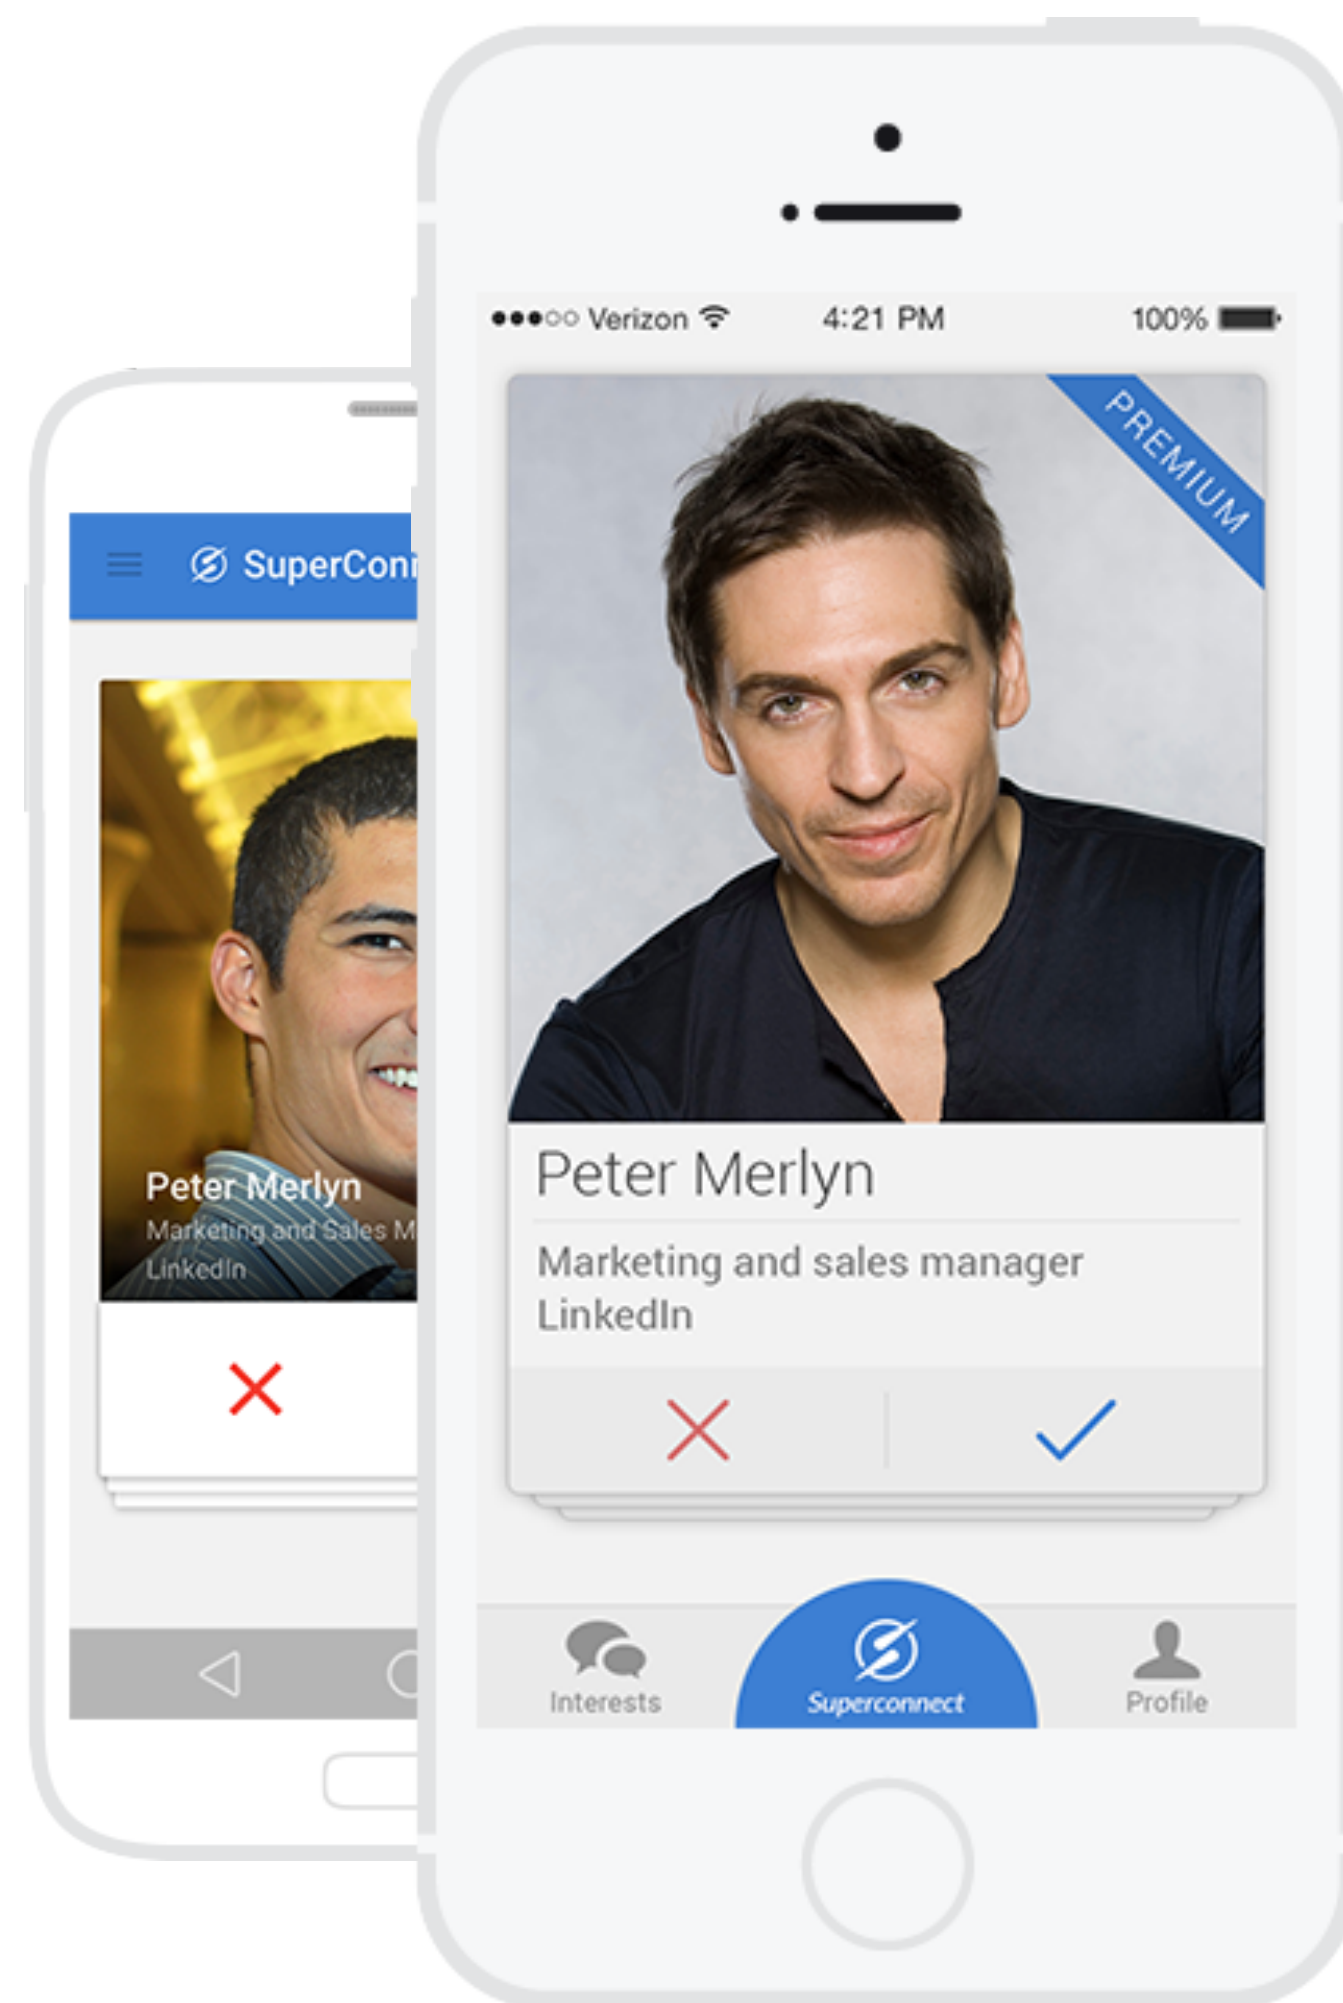 Verizon 4:21 PM 100%
PREMIUM
Peter Merlyn
Marketing and sales manager
LinkedIn
Interests
Superconnect
Profile
SuperConn
Peter Merlyn
Marketing and Sales M
LinkedIn